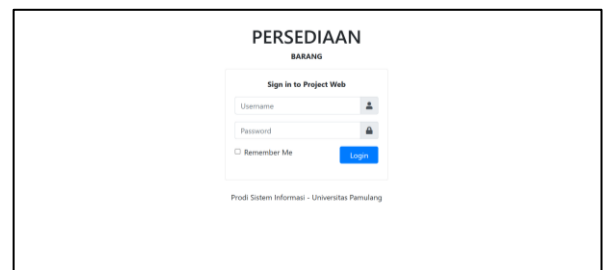 PERSEDIAAN
BARANG
Sign in to Project Web
Username
Password
Remember Me
Login
Prodi Sistem Informasi - Universitas Pamulang